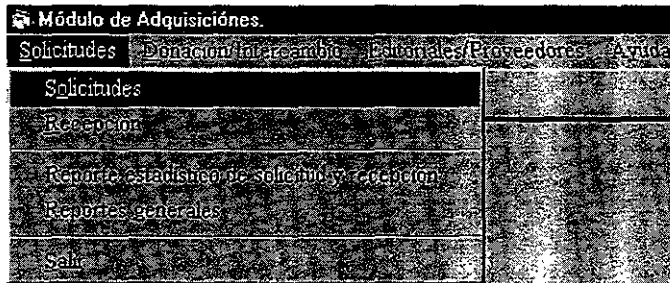 Módulo de Adquisiciónes.
Solicitudes Donación/Intercambio Editoriales/Proveedores Ayuda
Solicitudes
Recepción
Reporte estadístico de solicitud y recepción
Reportes generales
Salir